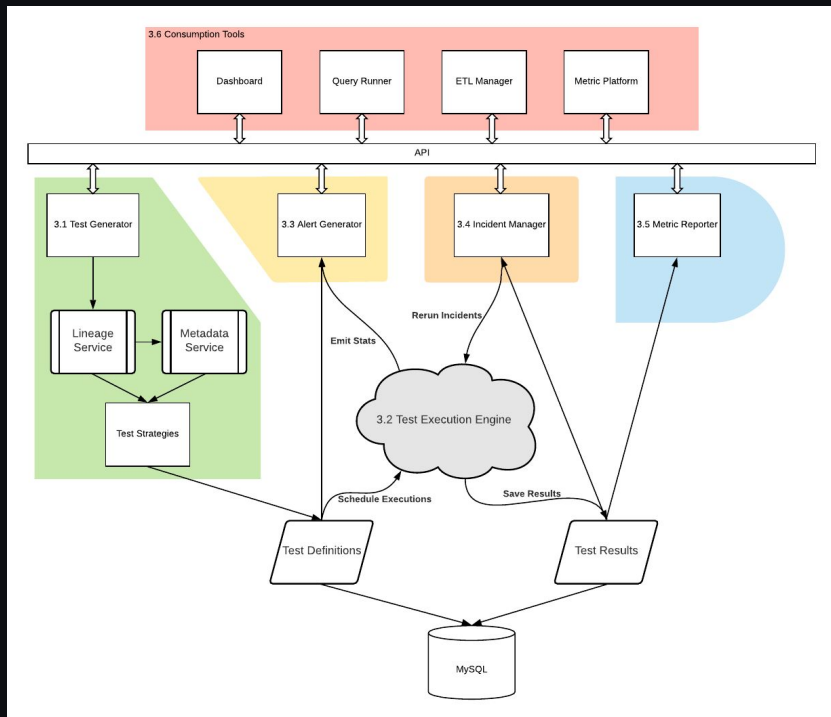 3.6 Consumption Tools
Dashboard
Query Runner
ETL Manager
Metric Platform
API
3.1 Test Generator
3.3 Alert Generator
3.4 Incident Manager
3.5 Metric Reporter
Lineage
Service
Metadata
Service
Emit Stats
Rerun Incidents
Test Strategies
3.2 Test Execution Engine
Schedule Executions
Save Results
Test Definitions
Test Results
MySQL